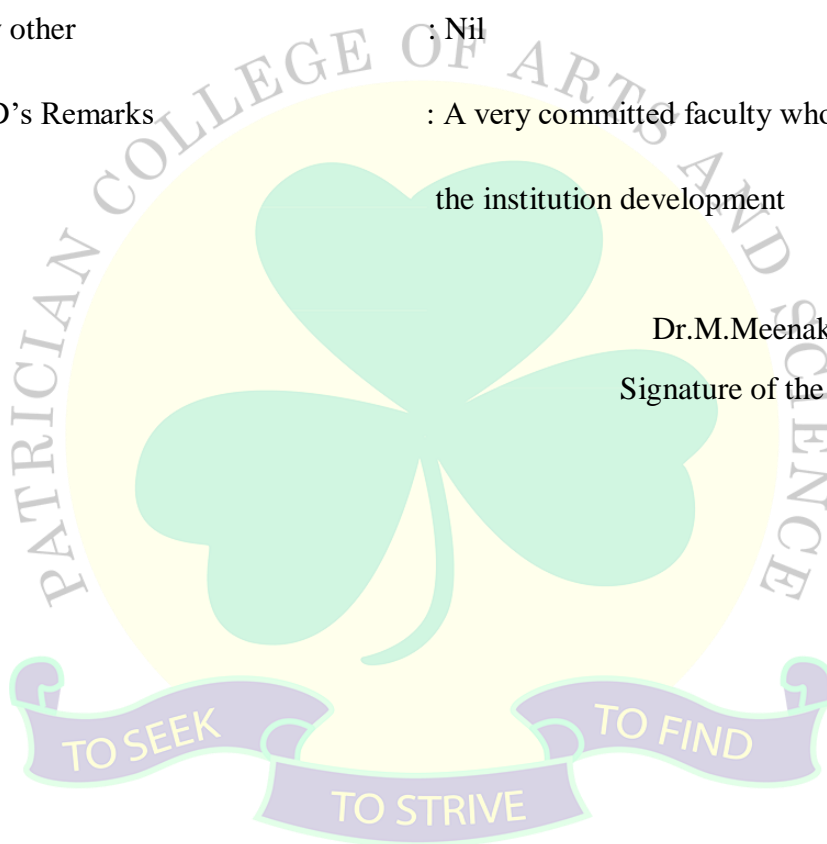 other : Nil
D’s Remarks : A very committed faculty who
the institution development
Dr.M.Meenak
Signature of the
PATRICIAN COLLEGE OF ARTS AND SCIENCE
TO SEEK
TO STRIVE
TO FIND